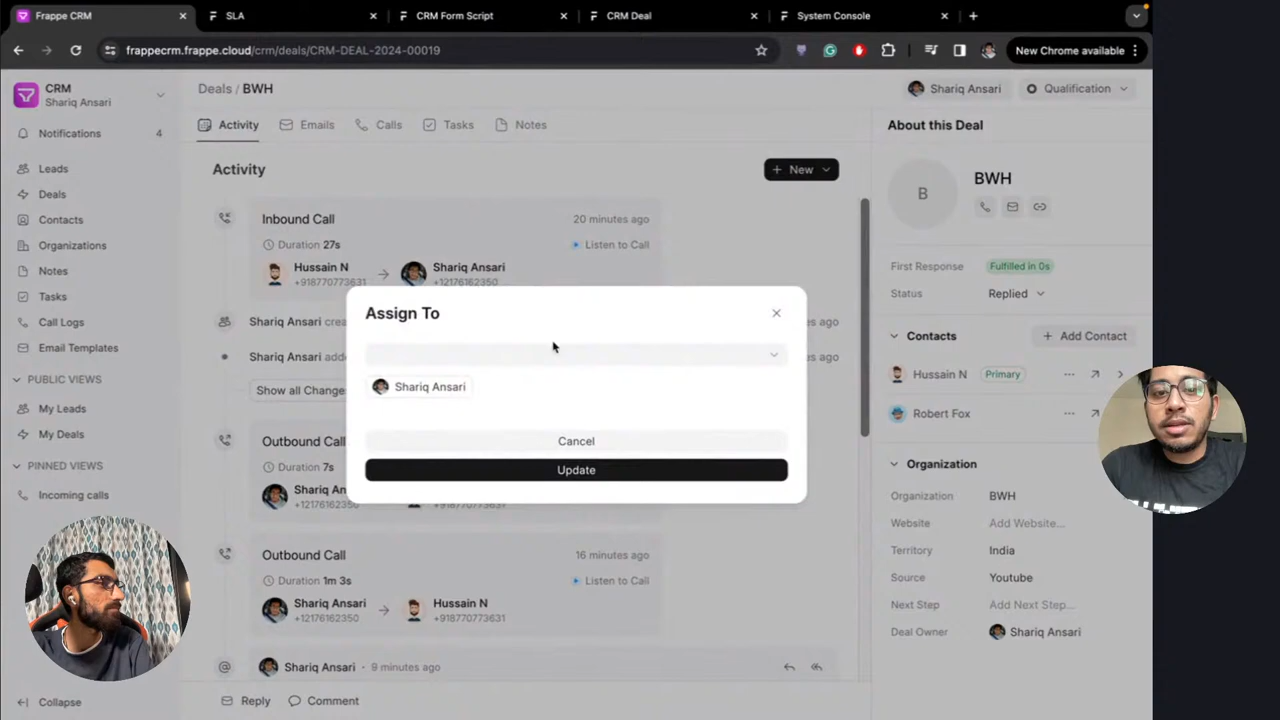 Frappe CRM
SLA
CRM Form Script
CRM Deal
System Console
frappecrm.frappe.cloud/crm/deals/CRM-DEAL-2024-00019
New Chrome available
CRM
Shariq Ansari
Notifications 4
Leads
Deals
Contacts
Organizations
Notes
Tasks
Call Logs
Email Templates
PUBLIC VIEWS
My Leads
My Deals
PINNED VIEWS
Incoming calls
Collapse
Deals / BWH
Shariq Ansari
Qualification
Activity
Emails
Calls
Tasks
Notes
Activity
New
Inbound Call 20 minutes ago
Duration 27s Listen to Call
Hussain N Shariq Ansari
+918770773631 +12176162350
Shariq Ansari
Shariq Ansari
Show all
Assign To
Shariq Ansari
Cancel
Update
Outbound
Duration 7s
Outbound Call 16 minutes ago
Duration 1m 3s Listen to Call
Shariq Ansari Hussain N
+12176162350 +918770773631
Shariq Ansari · 9 minutes ago
Reply
Comment
About this Deal
B
BWH
First Response Fulfilled in 0s
Status Replied
Contacts
Add Contact
Hussain N Primary
Robert Fox
Organization
Organization BWH
Website Add Website...
Territory India
Source Youtube
Next Step Add Next Step...
Deal Owner Shariq Ansari